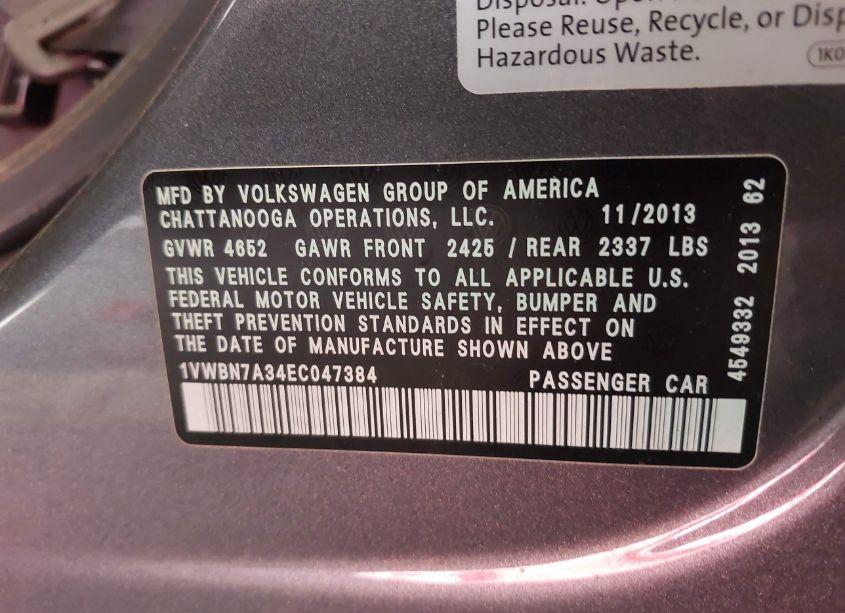 Please Reuse, Recycle, or Disp
Hazardous Waste.
1K0
MFD BY VOLKSWAGEN GROUP OF AMERICA
CHATTANOOGA OPERATIONS, LLC. 11/2013
GVWR 4652 GAWR FRONT 2425 / REAR 2337 LBS
THIS VEHICLE CONFORMS TO ALL APPLICABLE U.S.
FEDERAL MOTOR VEHICLE SAFETY, BUMPER AND
THEFT PREVENTION STANDARDS IN EFFECT ON
THE DATE OF MANUFACTURE SHOWN ABOVE
1VWBN7A34EC047384 PASSENGER CAR
4549332 2013 62